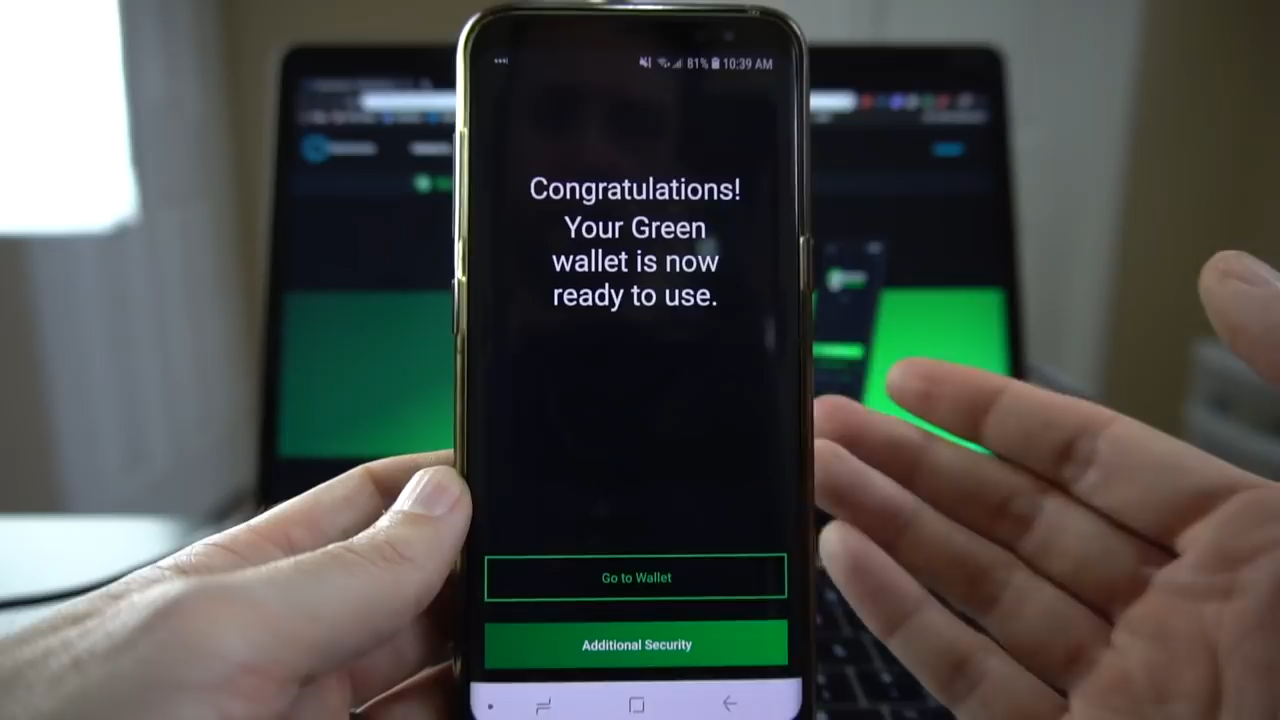 81% 10:39 AM
Congratulations!
Your Green
wallet is now
ready to use.
Go to Wallet
Additional Security